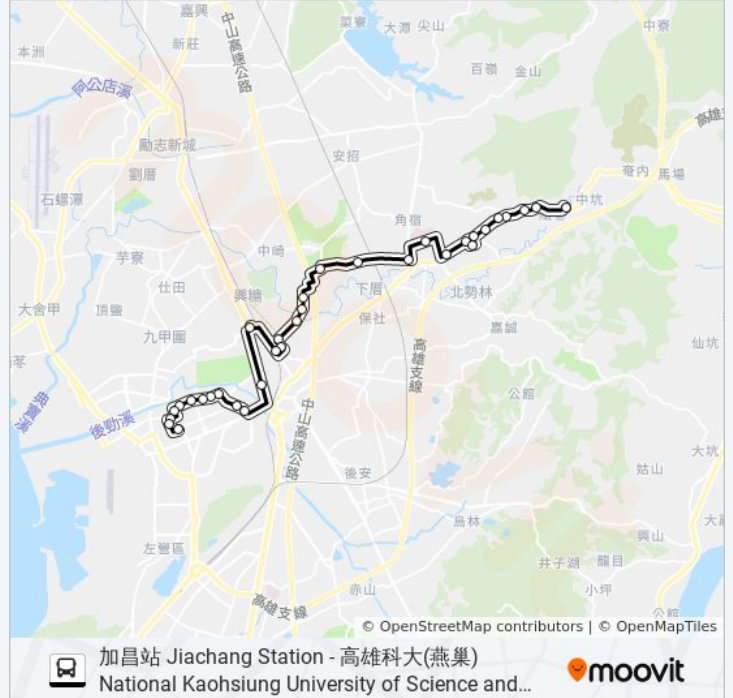 嘉興
中寮
菜寮
大潭
尖山
新莊
本洲
中山高速公路
百嶺
金山
阿公店溪
高雄支
勵志新城
安招
劉厝
奄內
馬場
石螺潭
中坑
角宿
芋寮
中崎
仕田
興糖
下厝
北勢林
大舍甲
頂鹽
保社
嘉誠
九甲圍
仙坑
高雄支線
公館
典寶溪
後勁溪
中山高速公路
大坑
後安
姑山
烏林
興山
左營區
井子湖
龍目
赤山
小坪
高雄支線
公館
© OpenStreetMap contributors | © OpenMapTiles
加昌站 Jiachang Station - 高雄科大(燕巢)
National Kaohsiung University of Science and…
moovit